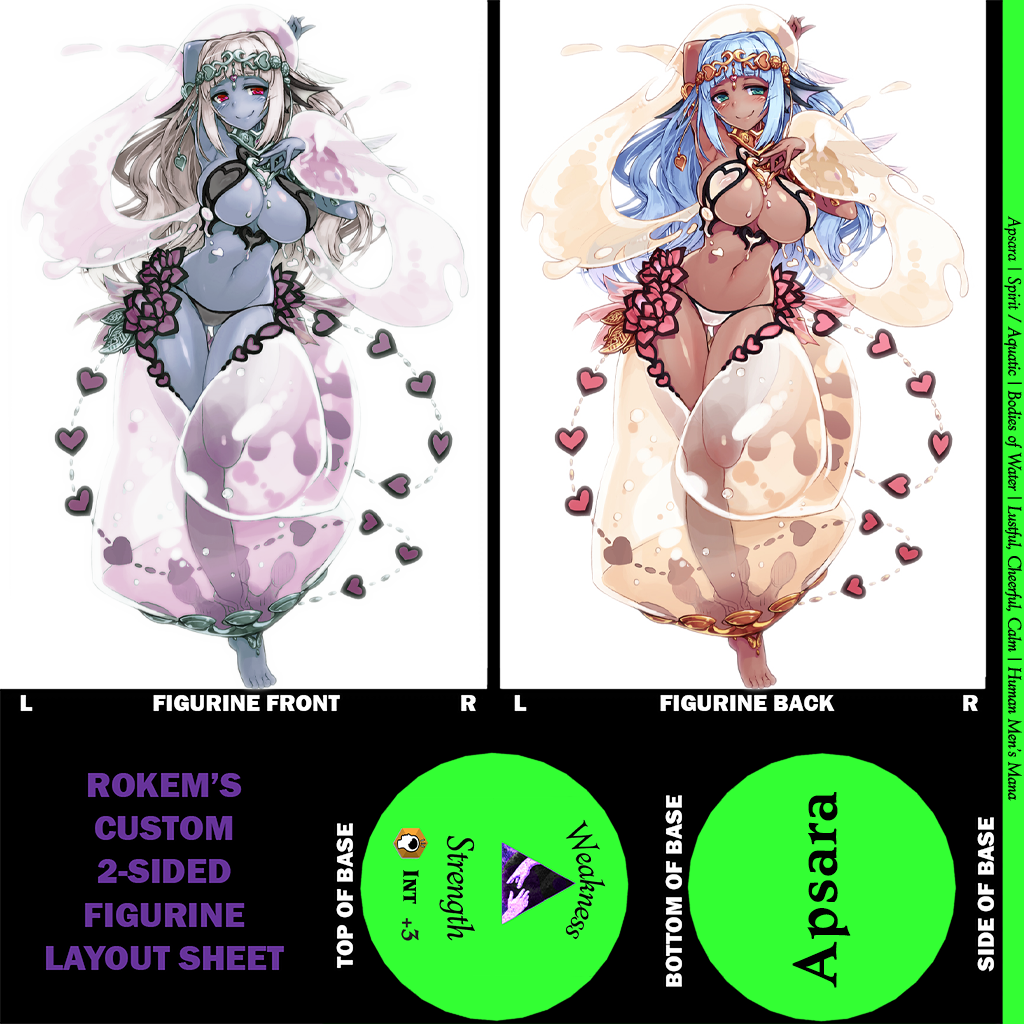 L
FIGURINE FRONT
R
L
FIGURINE BACK
R
ROKEM'S
CUSTOM
2-SIDED
FIGURINE
LAYOUT SHEET
TOP OF BASE
INT +3
Strength
Weakness
BOTTOM OF BASE
Apsara
SIDE OF BASE
Apsara | Spirit / Aquatic | Bodies of Water | Lustful, Cheerful, Calm | Human Men's Mana